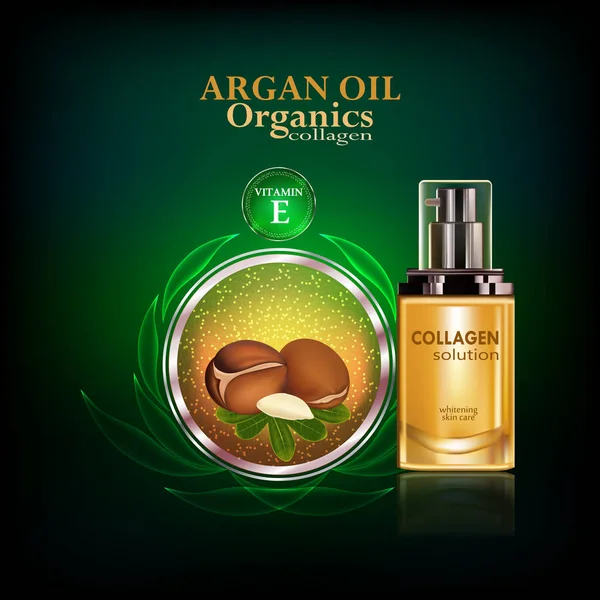 ARGAN OIL
Organics
collagen
VITAMIN
E
COLLAGEN
solution
whitening
skin care